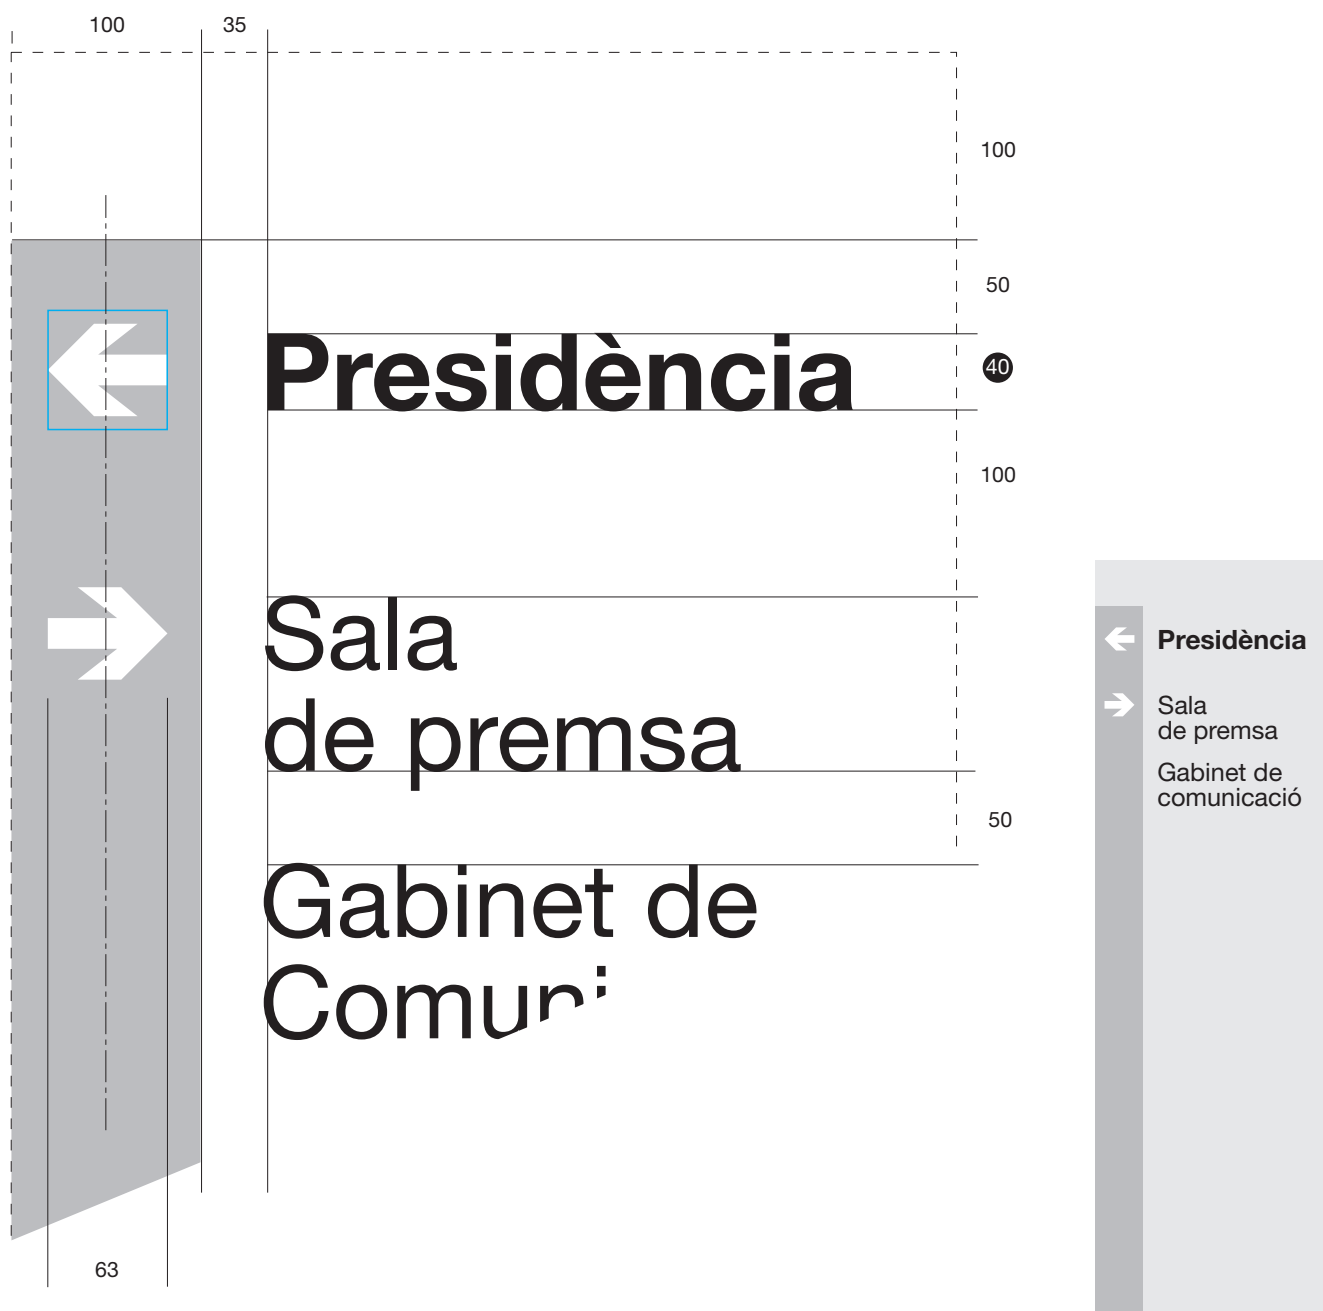 100
35
100
50
Presidència
40
100
Sala
de premsa
50
Gabinet de
Comuni
63
Presidència
Sala
de premsa
Gabinet de
comunicació